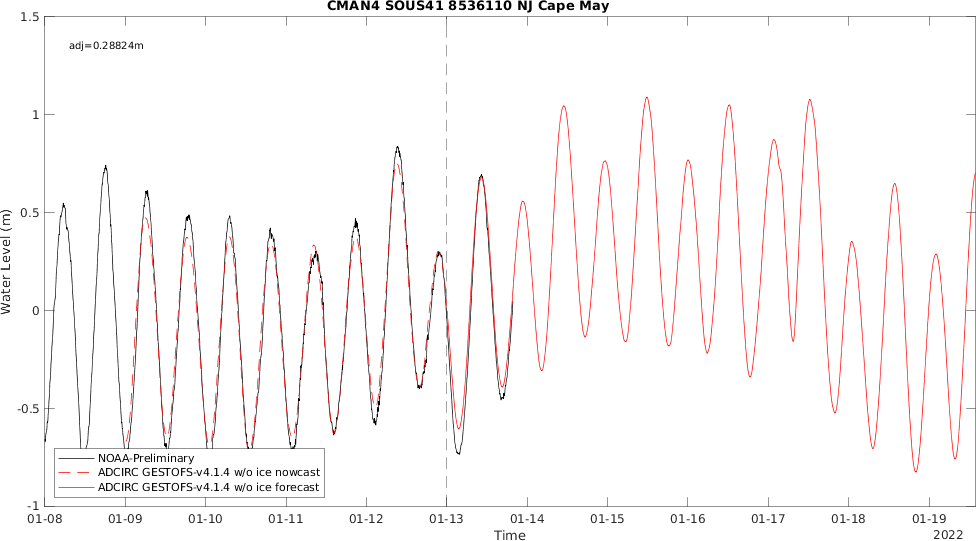 CMAN4 SOUS41 8536110 NJ Cape May
adj=0.28824m
1.5
1
0.5
0
-0.5
-1
Water Level (m)
NOAA-Preliminary
ADCIRC GESTOFS-v4.1.4 w/o ice nowcast
ADCIRC GESTOFS-v4.1.4 w/o ice forecast
01-08 01-09 01-10 01-11 01-12 01-13 01-14 01-15 01-16 01-17 01-18 01-19
Time
2022